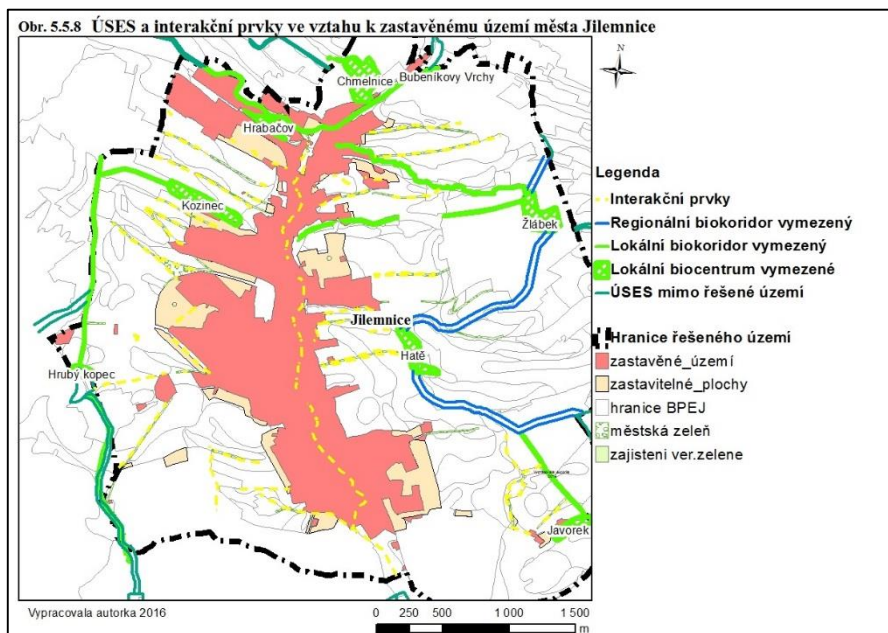 Obr. 5.5.8 ÚSES a interakční prvky ve vztahu k zastavěnému území města Jilemnice
N
Chmelnice
Bubeníkovy Vrchy
Hrabačov
Kozinec
Žlábek
Jilemnice
Hatě
Hrubý kopec
Javorek
Legenda
Interakční prvky
Regionální biokoridor vymezený
Lokální biokoridor vymezený
Lokální biocentrum vymezené
ÚSES mimo řešené území
Hranice řešeného území
zastavěné_území
zastavitelné_plochy
hranice BPEJ
městská zeleň
zajisteni ver.zelene
Vypracovala autorka 2016
0 250 500 1 000 1 500
m